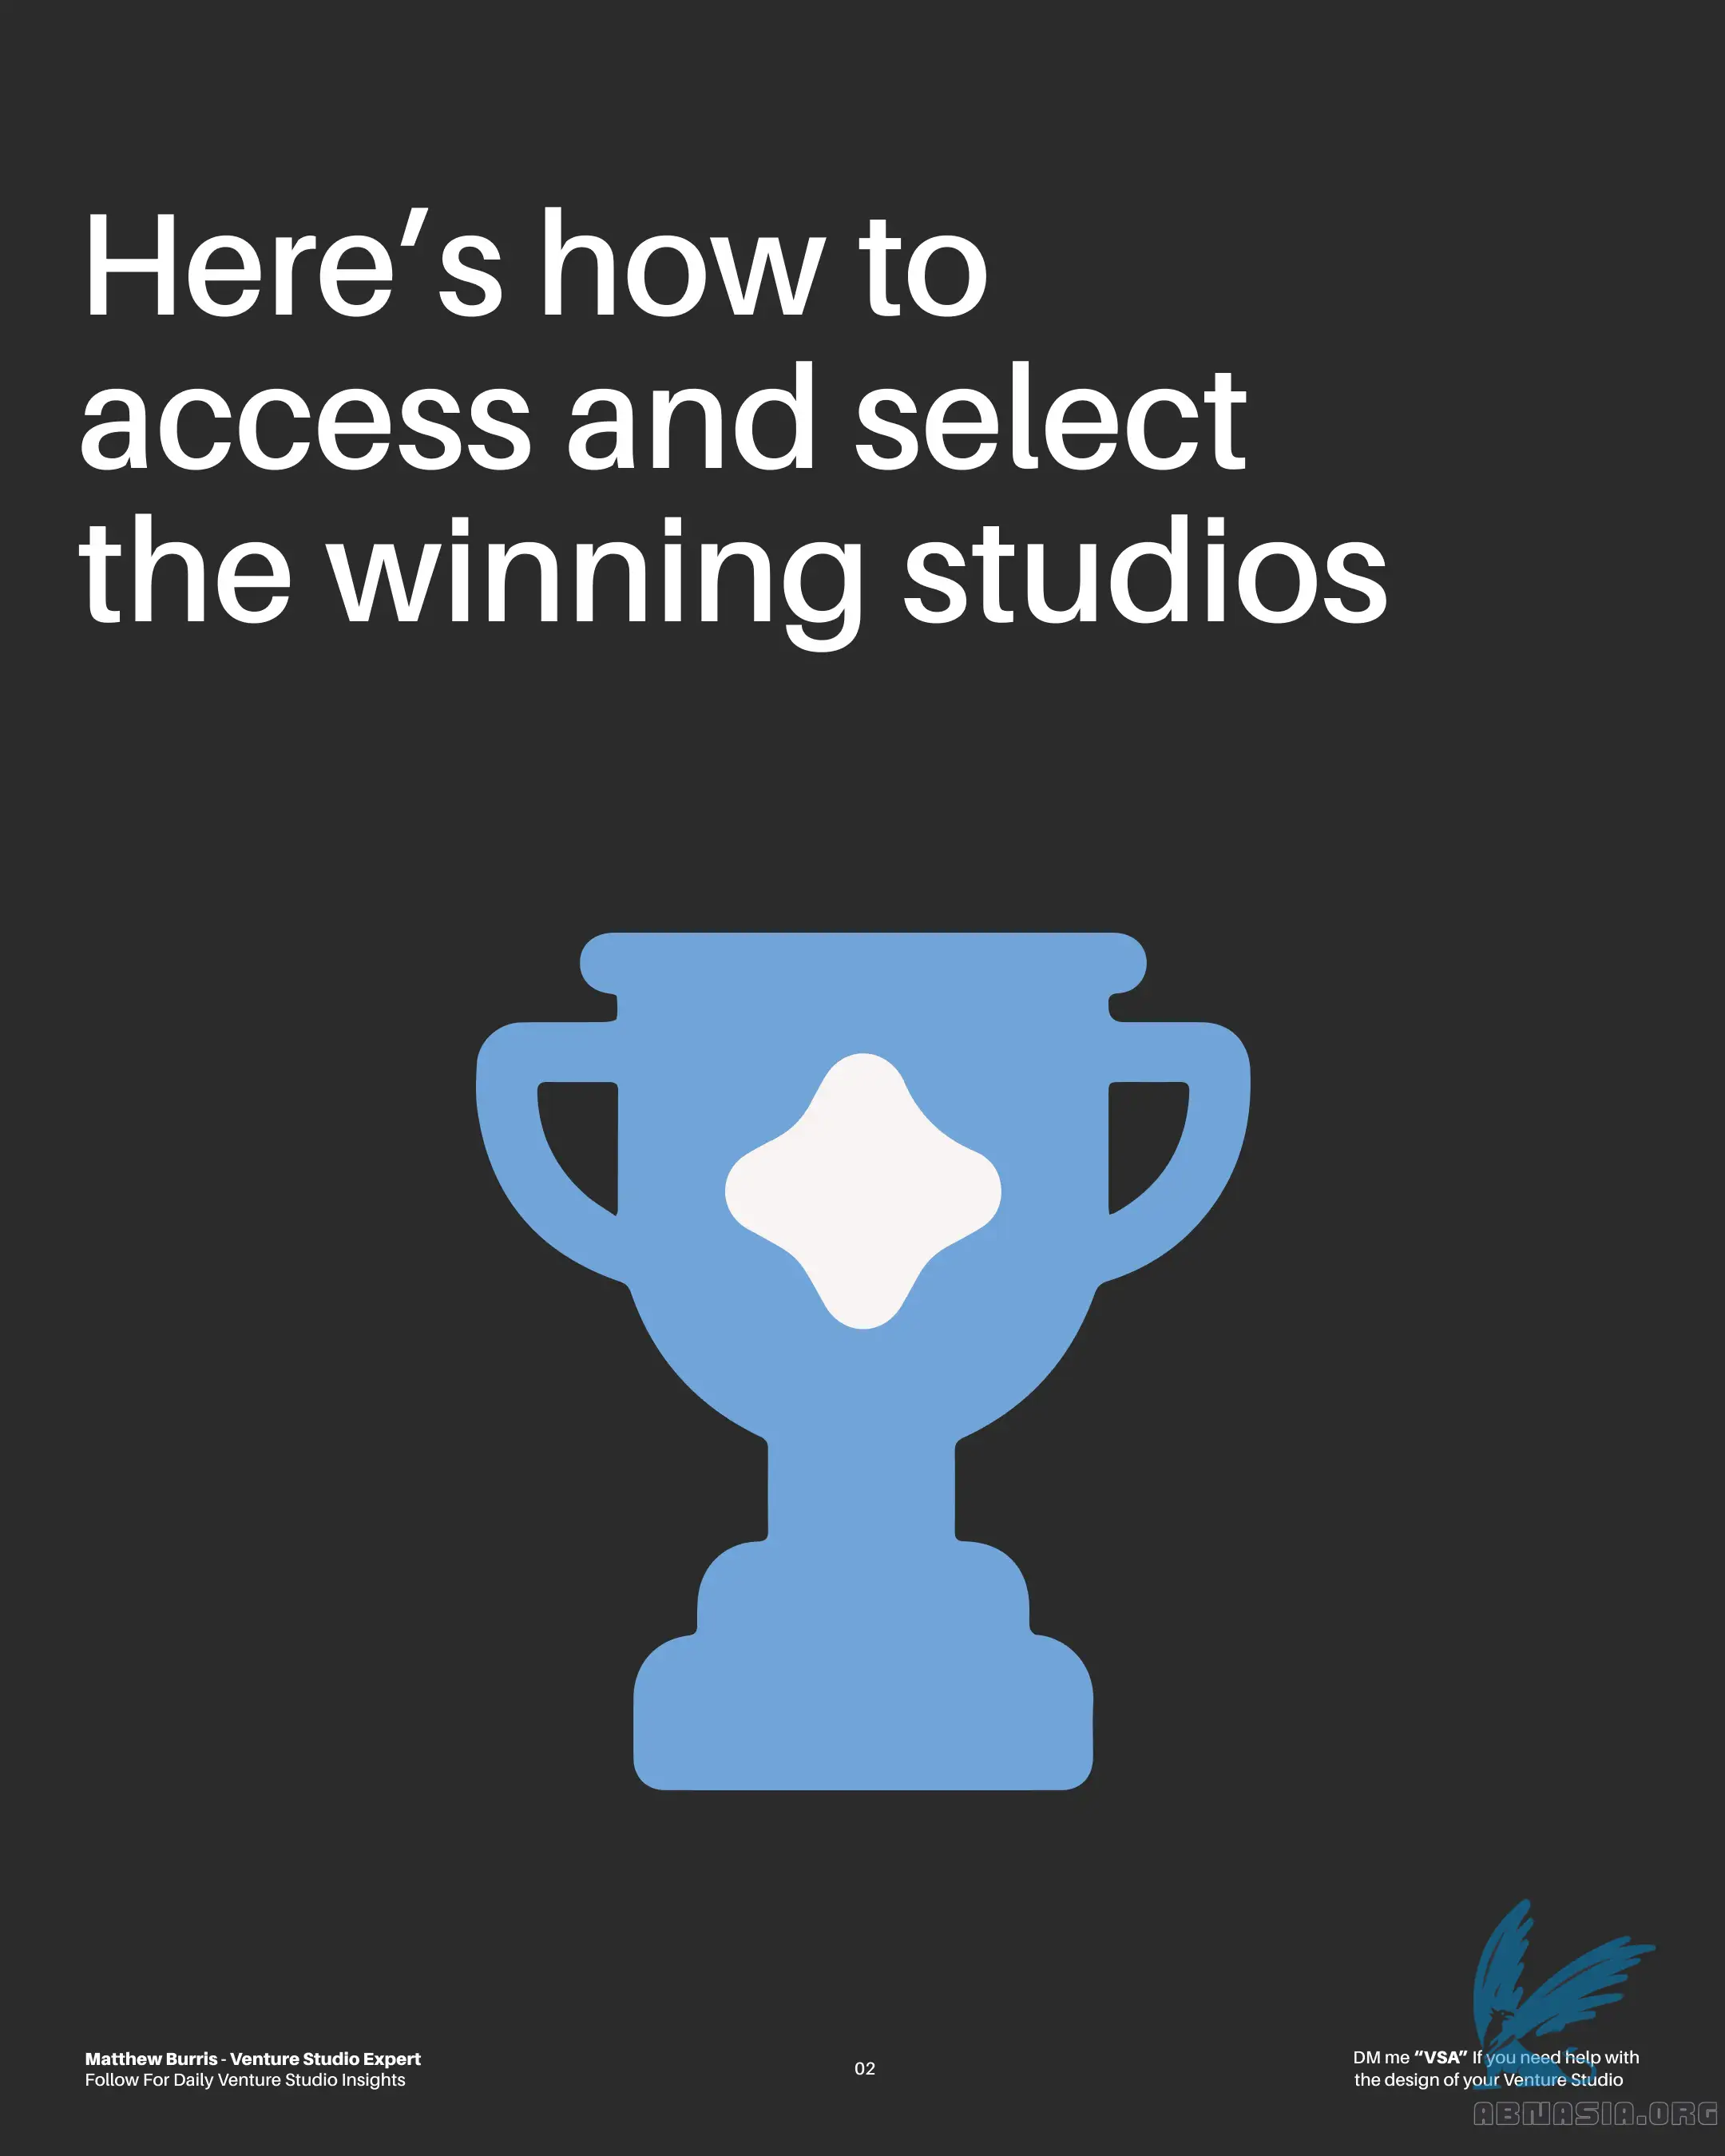 Here’s how to
access and select
the winning studios
Matthew Burris - Venture Studio Expert
Follow For Daily Venture Studio Insights
02
DM me “VSA” If you need help with
the design of your Venture Studio
ABNASIA.ORG